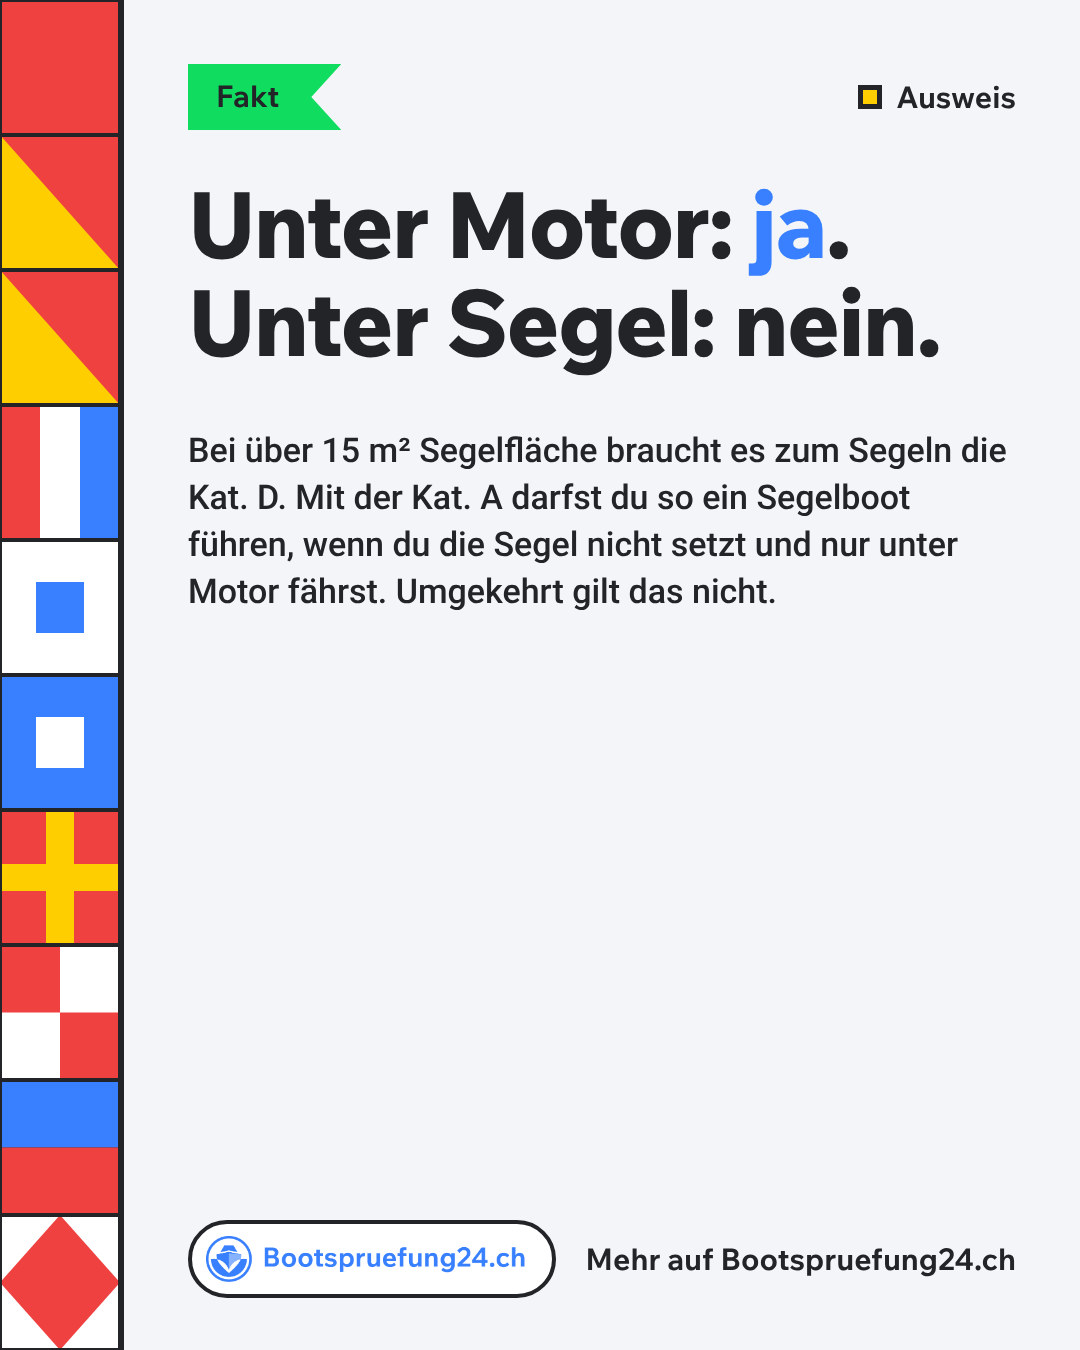 Fakt
Ausweis
Unter Motor: ja.
Unter Segel: nein.
Bei über 15 m² Segelfläche braucht es zum Segeln die
Kat. D. Mit der Kat. A darfst du so ein Segelboot
führen, wenn du die Segel nicht setzt und nur unter
Motor fährst. Umgekehrt gilt das nicht.
Bootspruefung24.ch
Mehr auf Bootspruefung24.ch